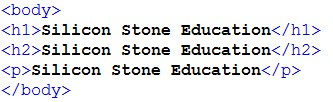 <body>
<h1>Silicon Stone Education</h1>
<h2>Silicon Stone Education</h2>
<p>Silicon Stone Education</p>
</body>